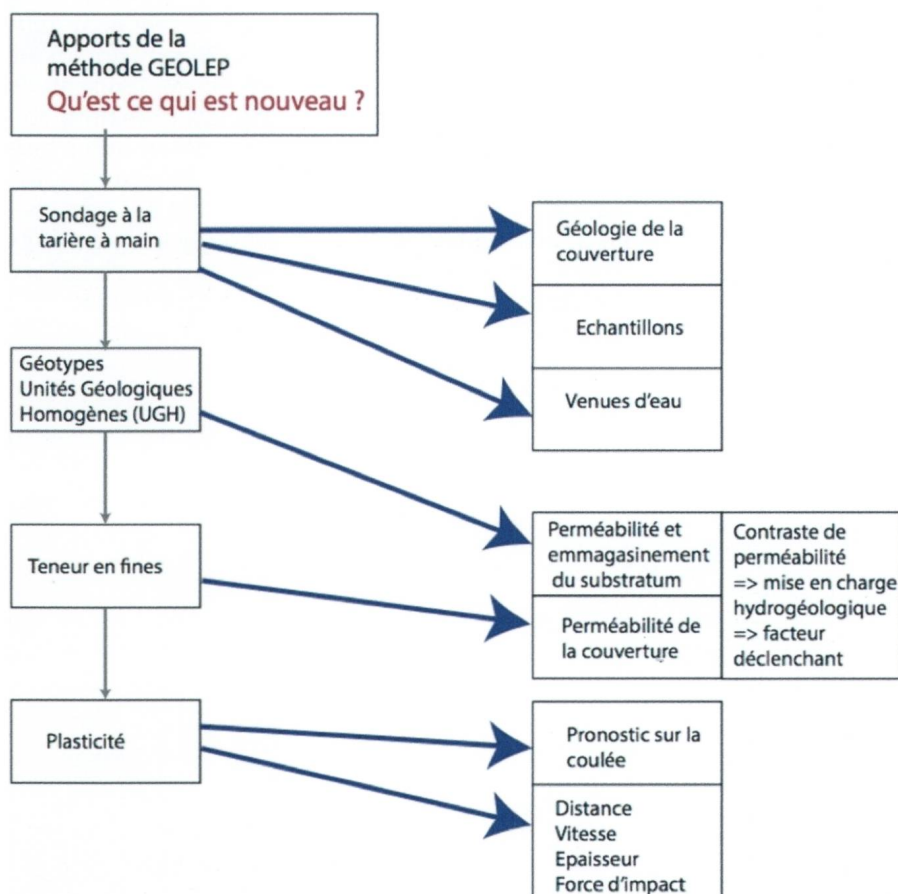 Apports de la
méthode GEOLEP
Qu'est ce qui est nouveau ?
Sondage à la
tarière à main
Géologie de la
couverture
Echantillons
Venues d'eau
Géotypes
Unités Géologiques
Homogènes (UGH)
Teneur en fines
Perméabilité et
emmagasinement
du substratum
Perméabilité de
la couverture
Contraste de
perméabilité
=> mise en charge
hydrogéologique
=> facteur
déclenchant
Plasticité
Pronostic sur la
coulée
Distance
Vitesse
Epaisseur
Force d'impact